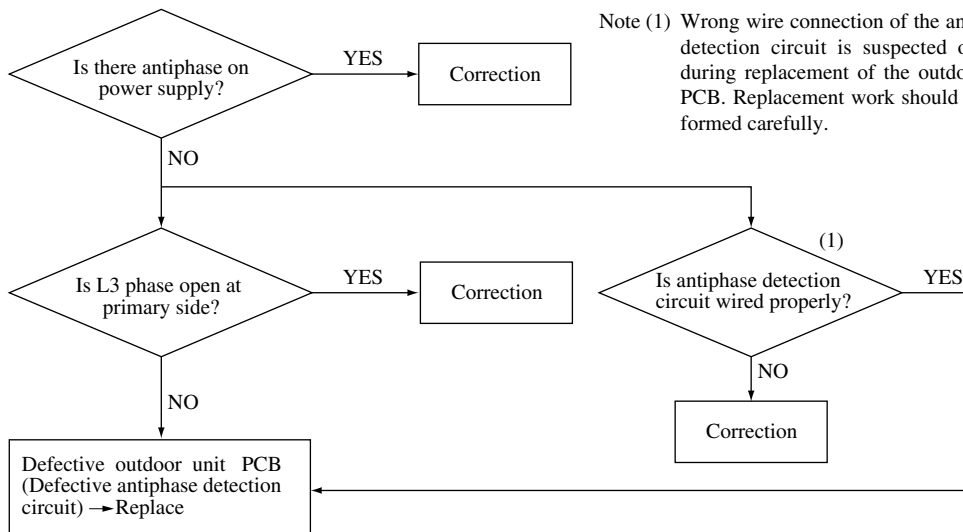 Is there antiphase on
power supply?
YES
Correction
Note (1) Wrong wire connection of the
detection circuit is suspected
during replacement of the
PCB. Replacement work should
formed carefully.
NO
Is L3 phase open at
primary side?
YES
Correction
(1)
Is antiphase detection
circuit wired properly?
YES
NO
NO
Correction
Defective outdoor unit PCB
(Defective antiphase detection
circuit) → Replace